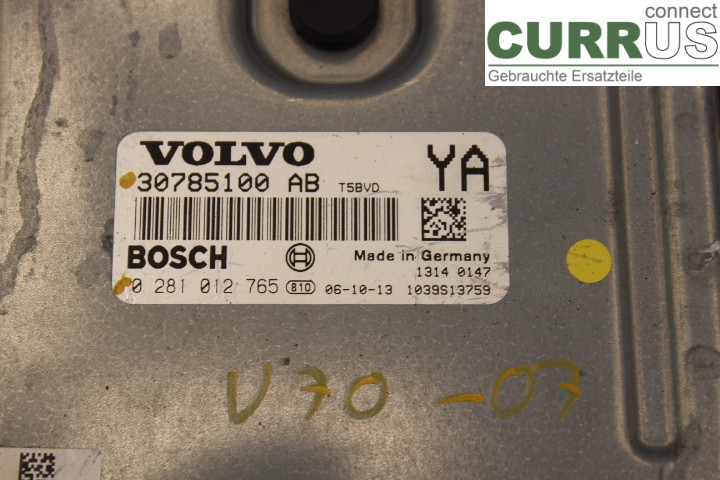 connect
CURRUS
Gebrauchte Ersatzteile
VOLVO YA
30785100 AB T5BVD
BOSCH Made in Germany
1314 0147
0 281 012 765 810 06-10-13 1039S13759
V70 -07